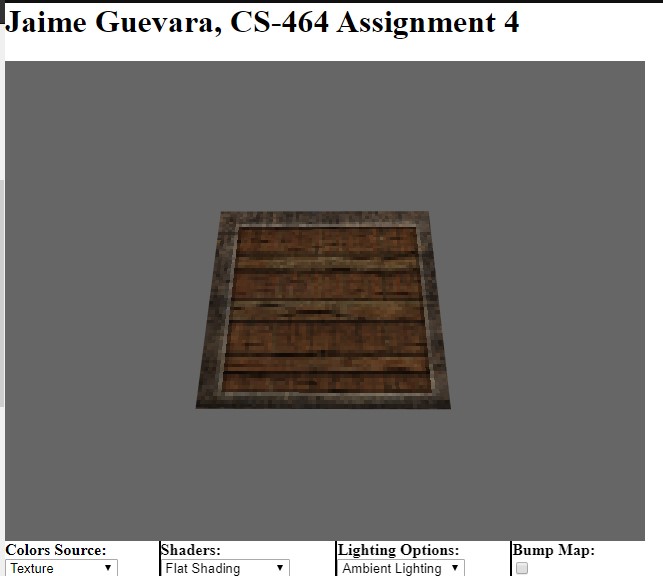 Jaime Guevara, CS-464 Assignment 4
Colors Source: Shaders: Lighting Options: Bump Map:
Texture Flat Shading Ambient Lighting